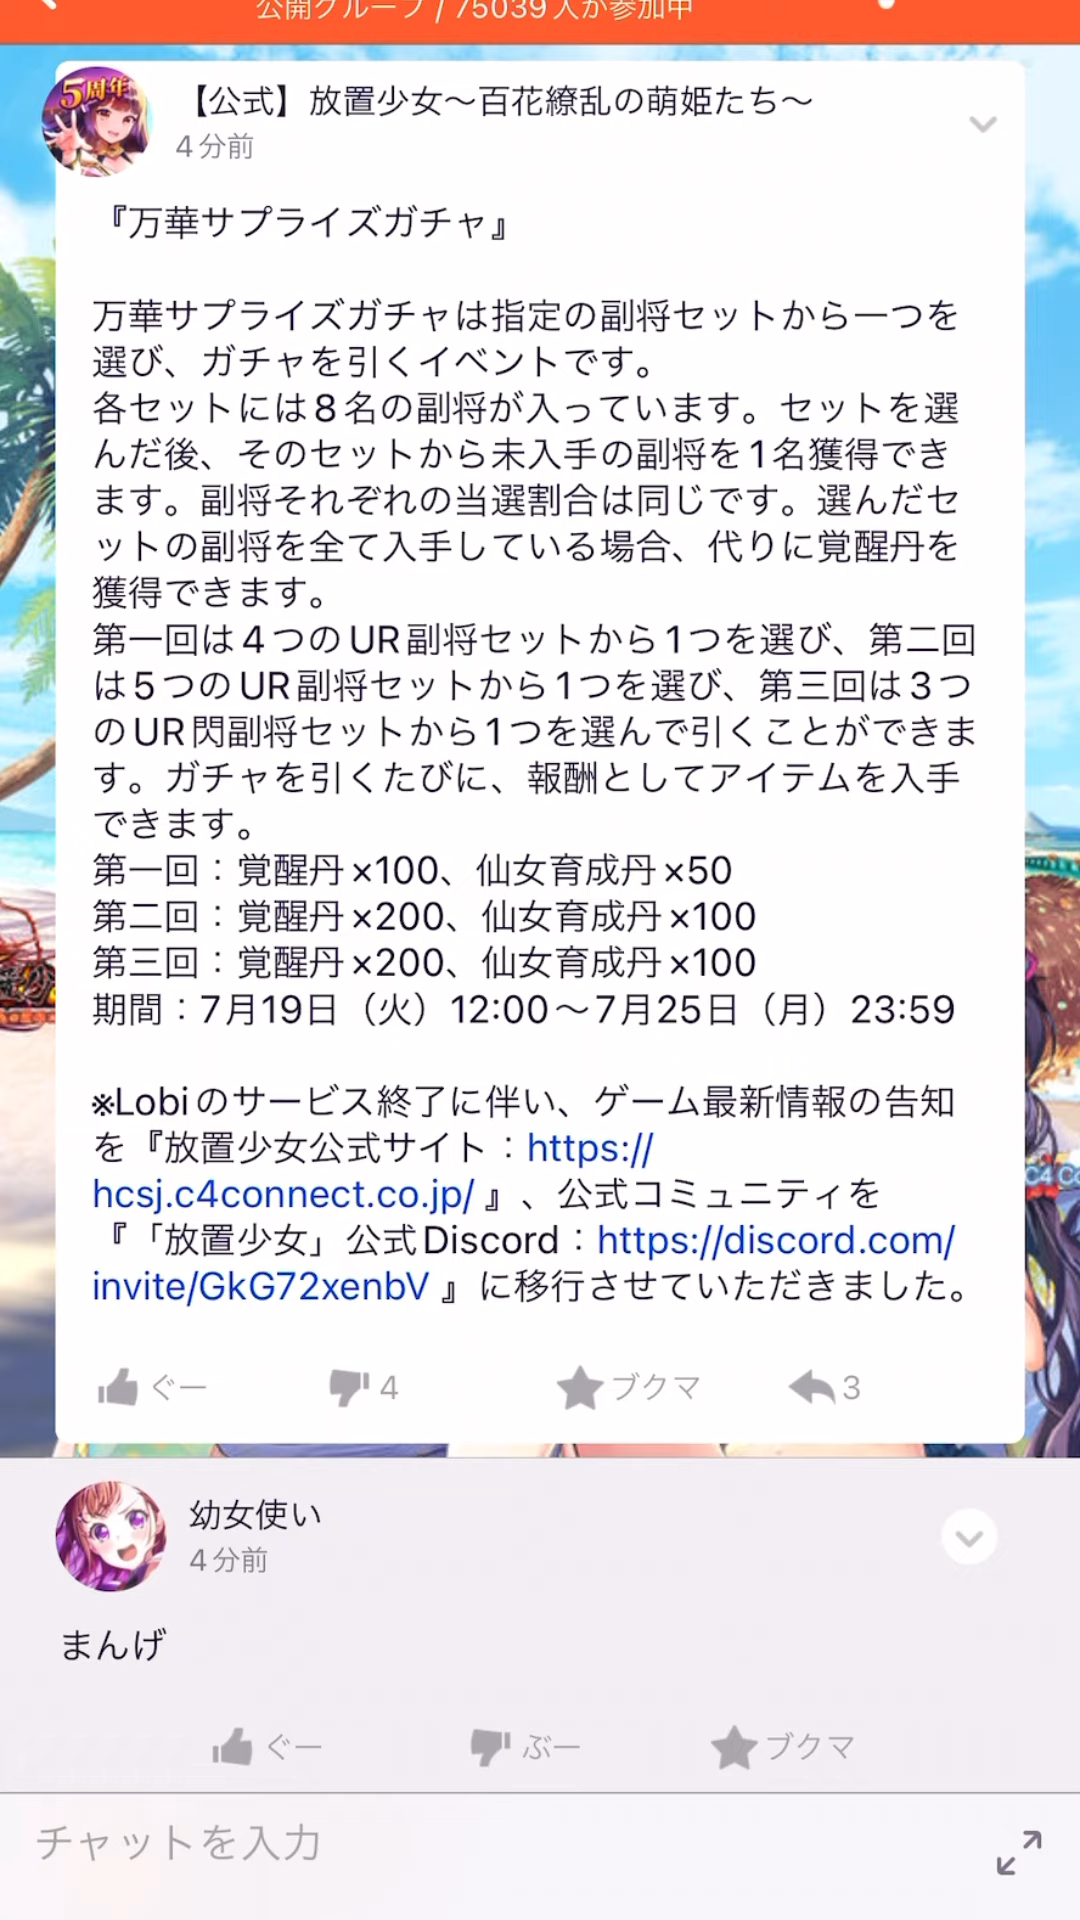 公開グループ / 75039人が参加中
5周年
【公式】放置少女〜百花繚乱の萌姫たち〜
4分前
『万華サプライズガチャ』
万華サプライズガチャは指定の副将セットから一つを
選び、ガチャを引くイベントです。
各セットには8名の副将が入っています。セットを選
んだ後、そのセットから未入手の副将を1名獲得でき
ます。副将それぞれの当選割合は同じです。選んだセ
ットの副将を全て入手している場合、代りに覚醒丹を
獲得できます。
第一回は4つのUR副将セットから1つを選び、第二回
は5つのUR副将セットから1つを選び、第三回は3つ
のUR閃副将セットから1つを選んで引くことができま
す。ガチャを引くたびに、報酬としてアイテムを入手
できます。
第一回：覚醒丹×100、仙女育成丹×50
第二回：覚醒丹×200、仙女育成丹×100
第三回：覚醒丹×200、仙女育成丹×100
期間：7月19日（火）12:00〜7月25日（月）23:59
※Lobiのサービス終了に伴い、ゲーム最新情報の告知
を『放置少女公式サイト：https://
hcsj.c4connect.co.jp/ 』、公式コミュニティを
『「放置少女」公式Discord：https://discord.com/
invite/GkG72xenbV 』に移行させていただきました。
ぐー 4 ブクマ 3
幼女使い
4分前
まんげ
ぐー ぶー ブクマ
チャットを入力